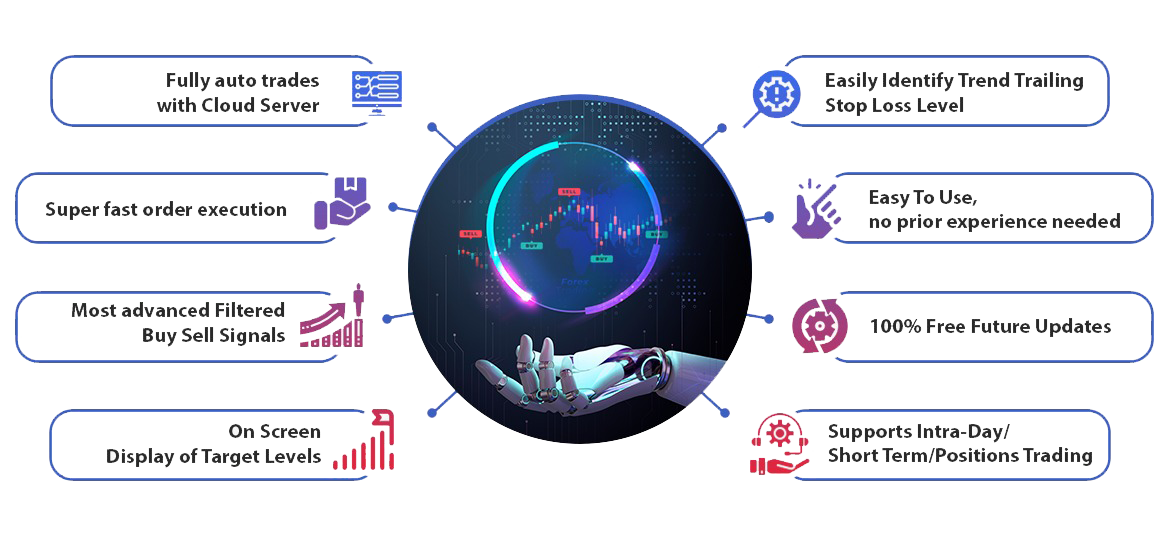 Fully auto trades
with Cloud Server
Super fast order execution
Most advanced Filtered
Buy Sell Signals
On Screen
Display of Target Levels
SELL
SELL
BUY
BUY
BUY
Forex
Easily Identify Trend Trailing
Stop Loss Level
Easy To Use,
no prior experience needed
100% Free Future Updates
Supports Intra-Day/
Short Term/Positions Trading